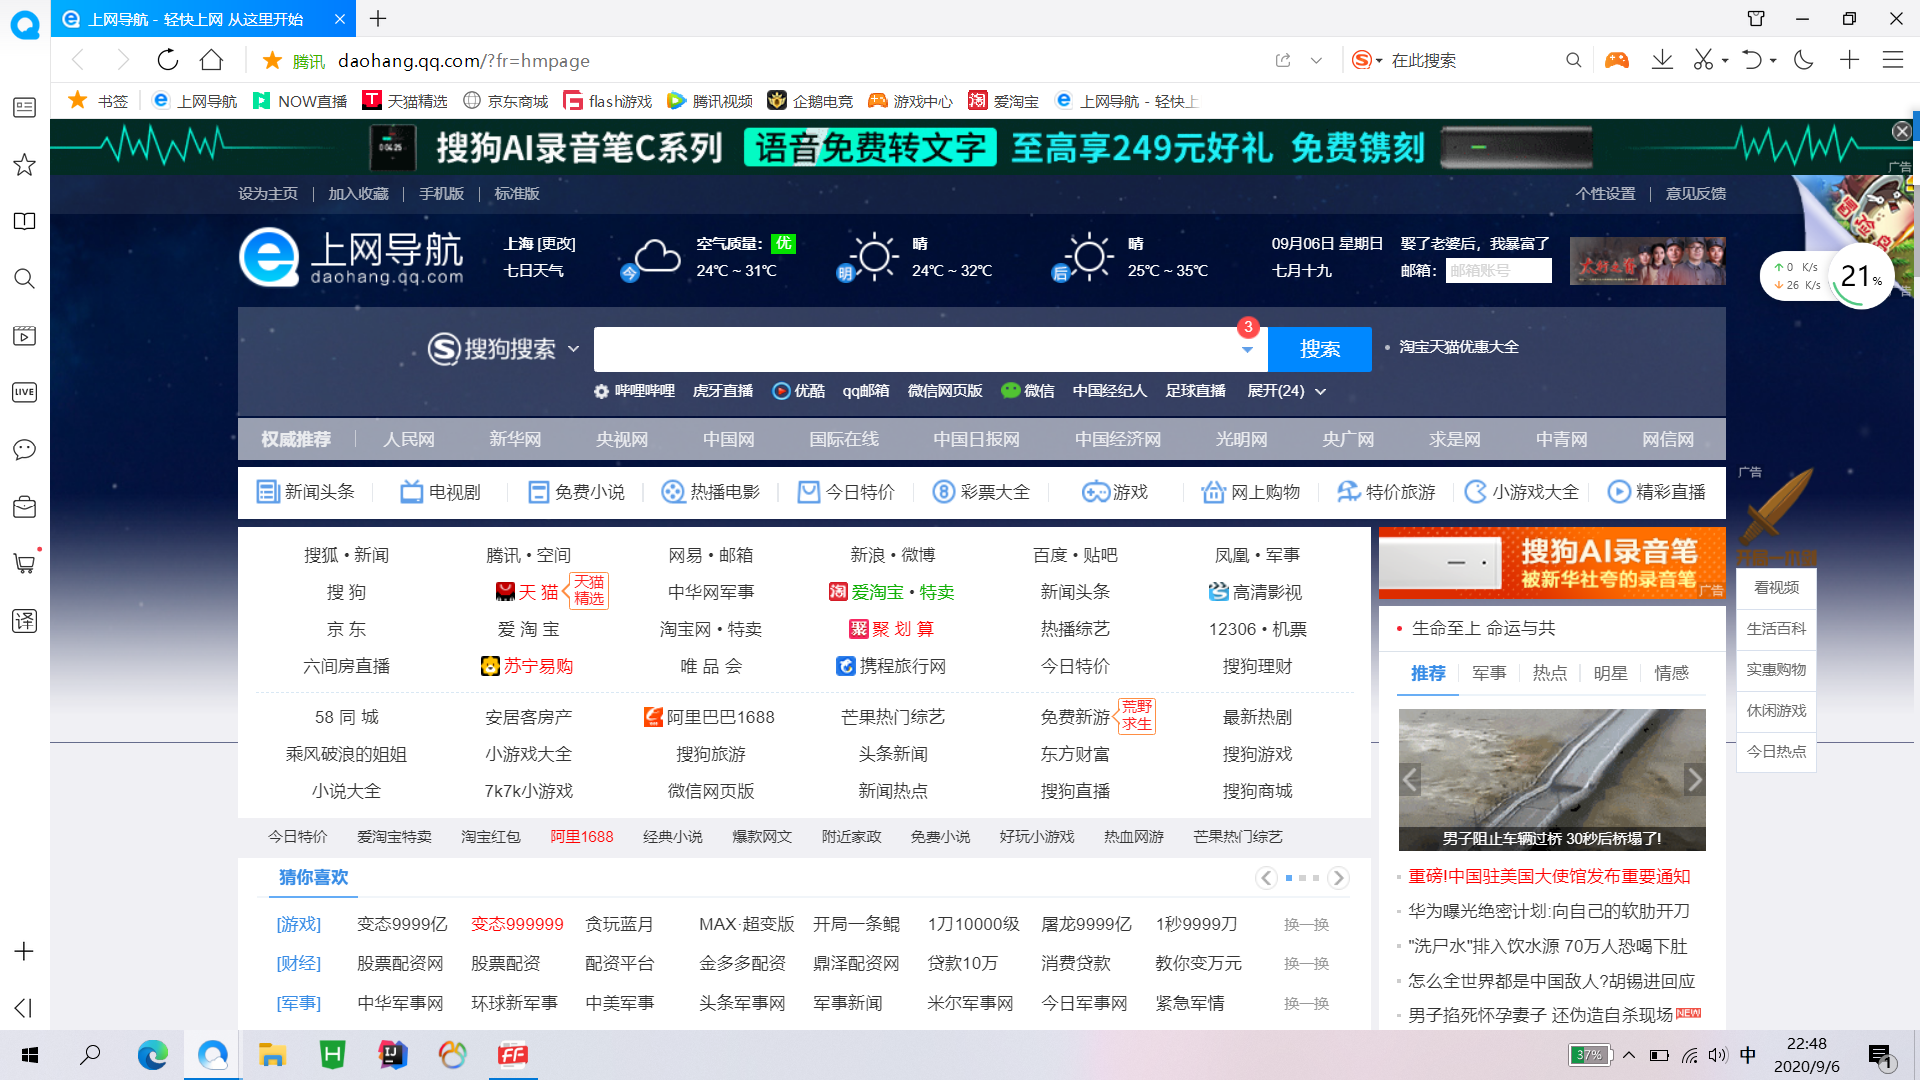 上网导航 - 轻快上网 从这里开始
腾讯 daohang.qq.com/?fr=hmpage 在此搜索
书签 上网导航 NOW直播 天猫精选 京东商城 flash游戏 腾讯视频 企鹅电竞 游戏中心 爱淘宝 上网导航 - 轻快上
搜狗AI录音笔C系列 语音免费转文字 至高享249元好礼 免费镌刻
广告
设为主页 加入收藏 手机版 标准版 个性设置 意见反馈
上网导航 daohang.qq.com
上海 [更改] 空气质量: 优 晴 晴 09月06日 星期日 娶了老婆后，我暴富了
七日天气 今 24℃ ~ 31℃ 明 24℃ ~ 32℃ 后 25℃ ~ 35℃ 七月十九 邮箱: 邮箱账号
↑ 0 K/s
↓ 26 K/s
21%
搜狗搜索 3 搜索 淘宝天猫优惠大全
哔哩哔哩 虎牙直播 优酷 qq邮箱 微信网页版 微信 中国经纪人 足球直播 展开(24)
权威推荐 人民网 新华网 央视网 中国网 国际在线 中国日报网 中国经济网 光明网 央广网 求是网 中青网 网信网
新闻头条 电视剧 免费小说 热播电影 今日特价 彩票大全 游戏 网上购物 特价旅游 小游戏大全 精彩直播
广告
搜狐 • 新闻 腾讯 • 空间 网易 • 邮箱 新浪 • 微博 百度 • 贴吧 凤凰 • 军事
搜 狗 天 猫 天猫精选 中华网军事 爱淘宝 • 特卖 新闻头条 高清影视
京 东 爱 淘 宝 淘宝网 • 特卖 聚 划 算 热播综艺 12306 • 机票
六间房直播 苏宁易购 唯 品 会 携程旅行网 今日特价 搜狗理财
58 同 城 安居客房产 阿里巴巴1688 芒果热门综艺 免费新游 荒野求生 最新热剧
乘风破浪的姐姐 小游戏大全 搜狗旅游 头条新闻 东方财富 搜狗游戏
小说大全 7k7k小游戏 微信网页版 新闻热点 搜狗直播 搜狗商城
今日特价 爱淘宝特卖 淘宝红包 阿里1688 经典小说 爆款网文 附近家政 免费小说 好玩小游戏 热血网游 芒果热门综艺
猜你喜欢
[游戏] 变态9999亿 变态999999 贪玩蓝月 MAX·超变版 开局一条鲲 1刀10000级 屠龙9999亿 1秒9999刀 换一换
[财经] 股票配资网 股票配资 配资平台 金多多配资 鼎泽配资网 贷款10万 消费贷款 教你变万元 换一换
[军事] 中华军事网 环球新军事 中美军事 头条军事网 军事新闻 米尔军事网 今日军事网 紧急军情 换一换
搜狗AI录音笔
被新华社夸的录音笔
广告
生命至上 命运与共
推荐 军事 热点 明星 情感
男子阻止车辆过桥 30秒后桥塌了!
重磅!中国驻美国大使馆发布重要通知
华为曝光绝密计划:向自己的软肋开刀
"洗尸水"排入饮水源 70万人恐喝下肚
怎么全世界都是中国敌人?胡锡进回应
男子掐死怀孕妻子 还伪造自杀现场 NEW
看视频
生活百科
实惠购物
休闲游戏
今日热点
LIVE
译
37% 中 22:48
2020/9/6
1